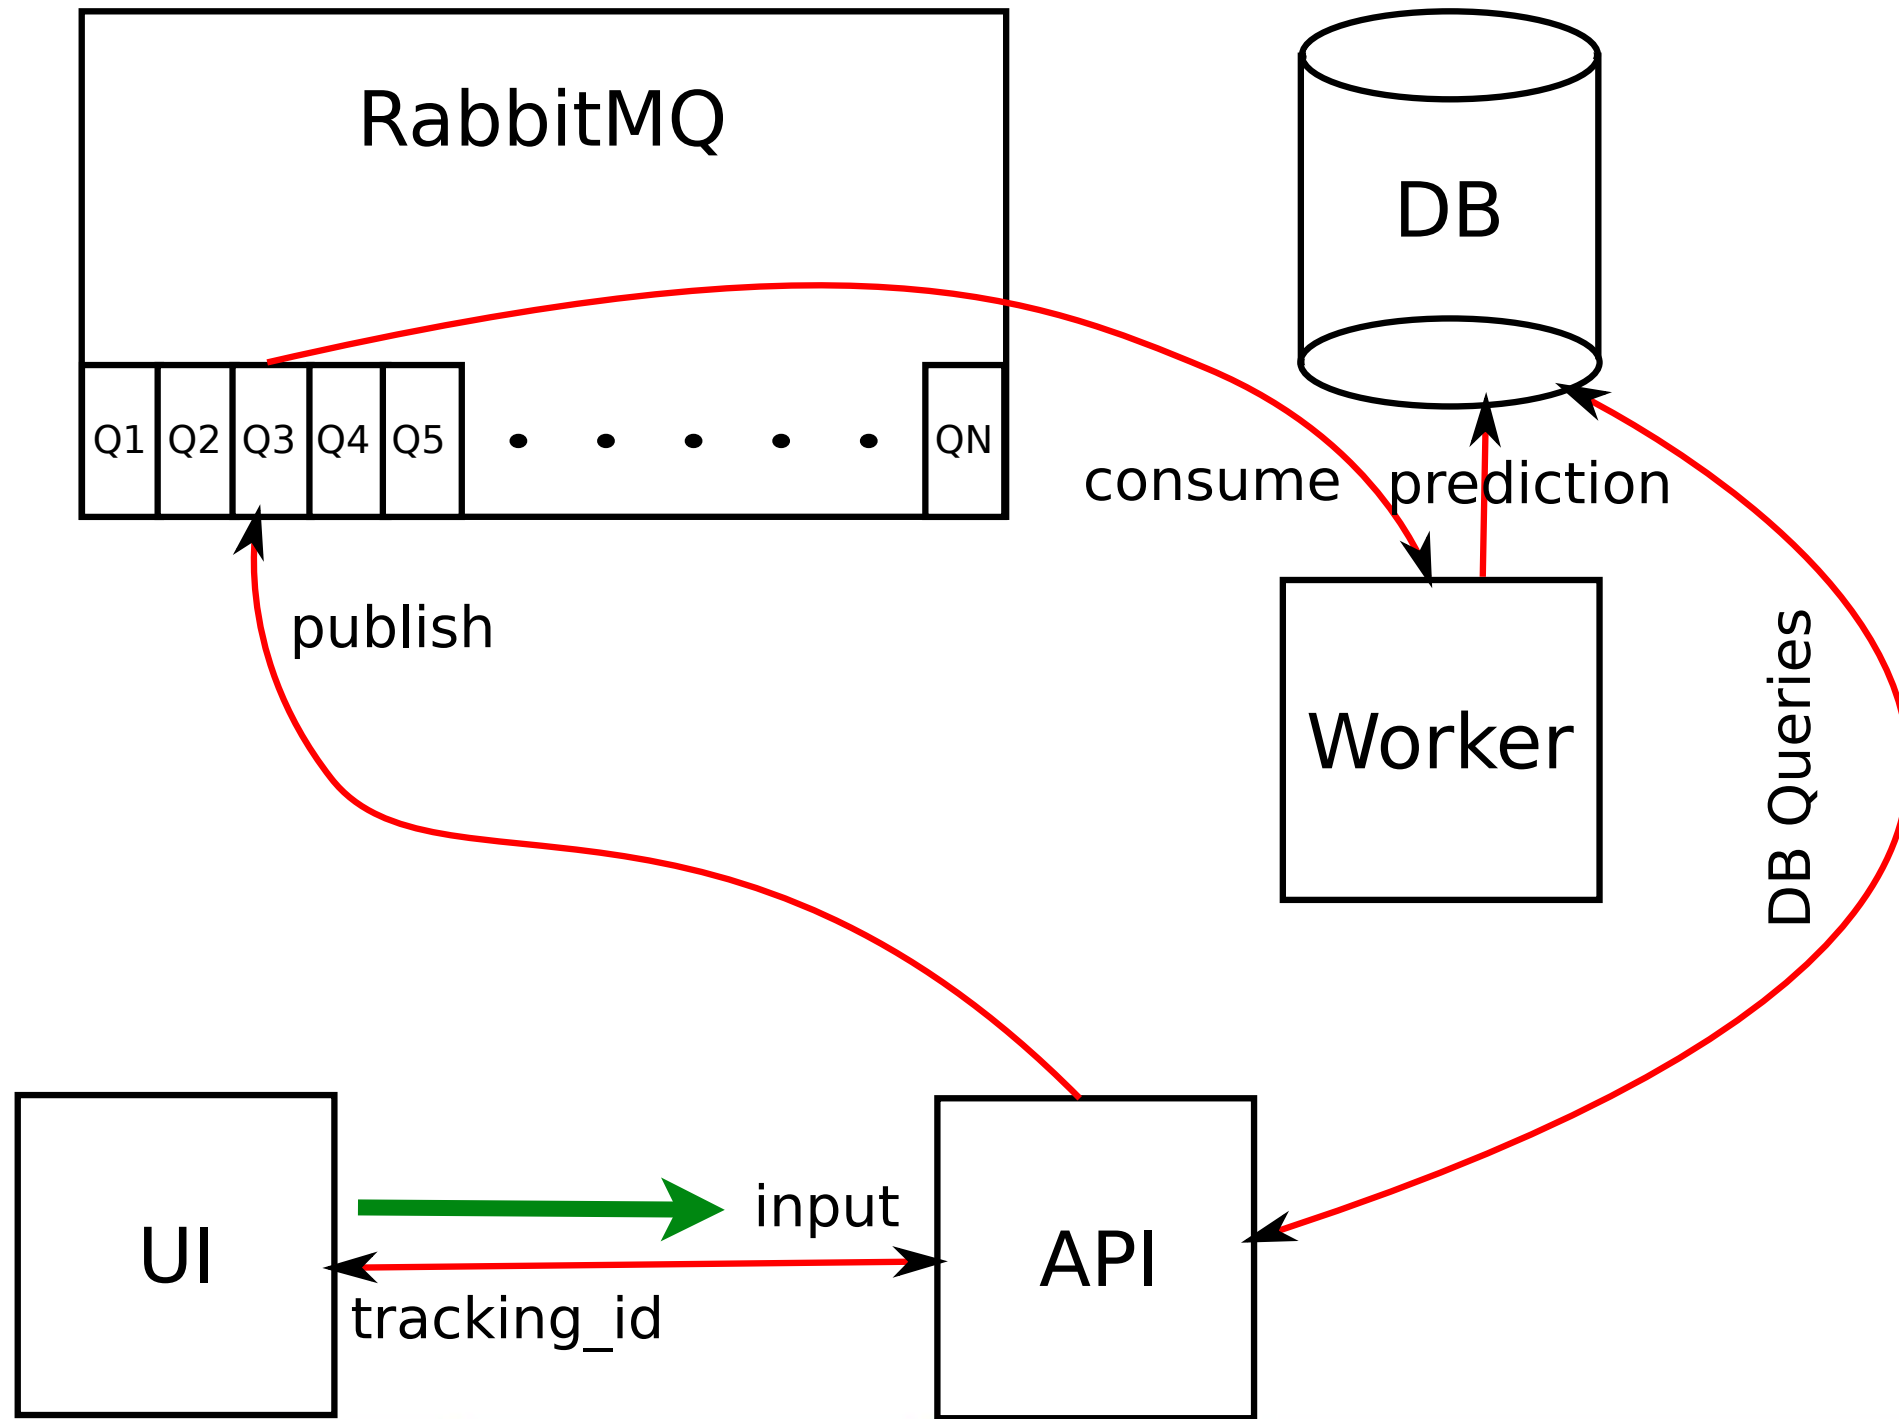 RabbitMQ
DB
Q1 Q2 Q3 Q4 Q5 QN
consume
prediction
publish
DB Queries
Worker
input
UI
API
tracking_id